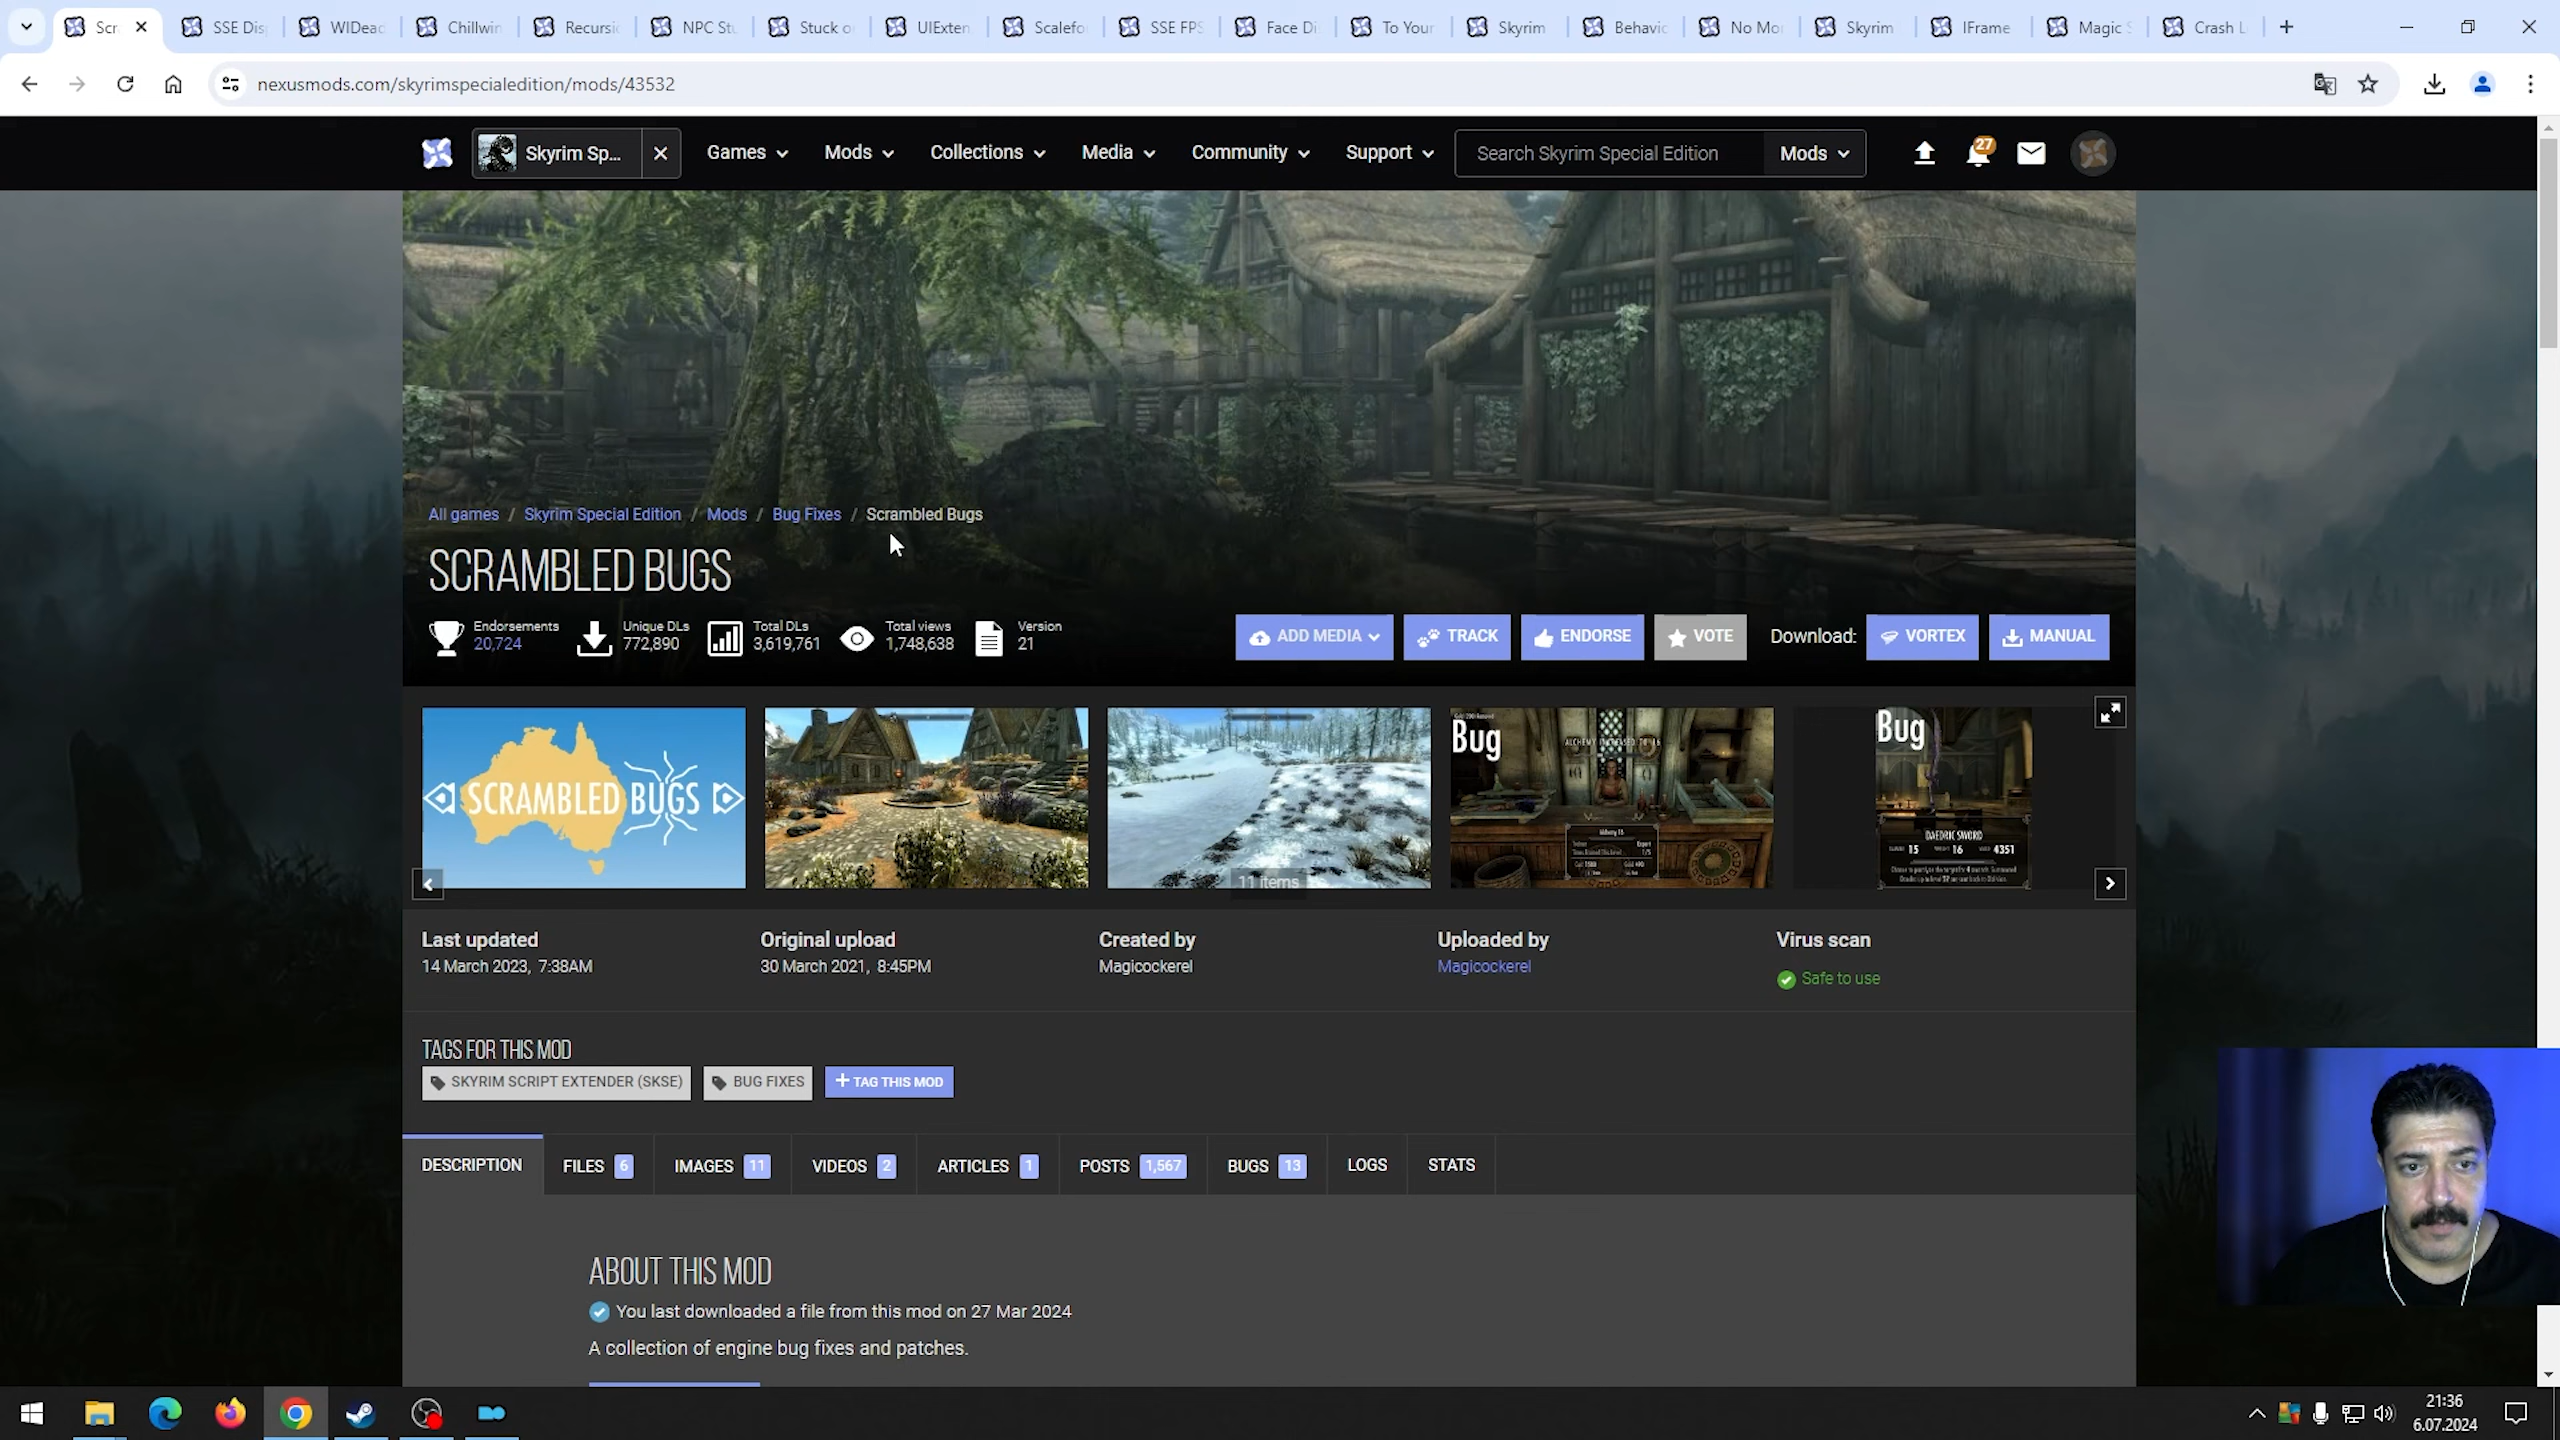 Scr
SSE Dis
WIDead
Chillwin
Recursi
NPC Stu
Stuck o
UIExten
Scalefo
SSE FPS
Face Di
To Your
Skyrim
Behavio
No Mo
Skyrim
IFrame
Magic S
Crash L
nexusmods.com/skyrimspecialedition/mods/43532
Skyrim Sp...
Games
Mods
Collections
Media
Community
Support
Search Skyrim Special Edition
Mods
27
All games / Skyrim Special Edition / Mods / Bug Fixes / Scrambled Bugs
SCRAMBLED BUGS
Endorsements
20,724
Unique DLs
772,890
Total DLs
3,619,761
Total views
1,748,638
Version
21
ADD MEDIA
TRACK
ENDORSE
VOTE
Download:
VORTEX
MANUAL
SCRAMBLED BUGS
11 items
Bug
ALCHEMY INCREASED TO 16
Bug
DAEDRIC SWORD
15 16 4351
Last updated
14 March 2023, 7:38AM
Original upload
30 March 2021, 8:45PM
Created by
Magicockerel
Uploaded by
Magicockerel
Virus scan
Safe to use
TAGS FOR THIS MOD
SKYRIM SCRIPT EXTENDER (SKSE)
BUG FIXES
+ TAG THIS MOD
DESCRIPTION
FILES 6
IMAGES 11
VIDEOS 2
ARTICLES 1
POSTS 1,567
BUGS 13
LOGS
STATS
ABOUT THIS MOD
You last downloaded a file from this mod on 27 Mar 2024
A collection of engine bug fixes and patches.
21:36
6.07.2024